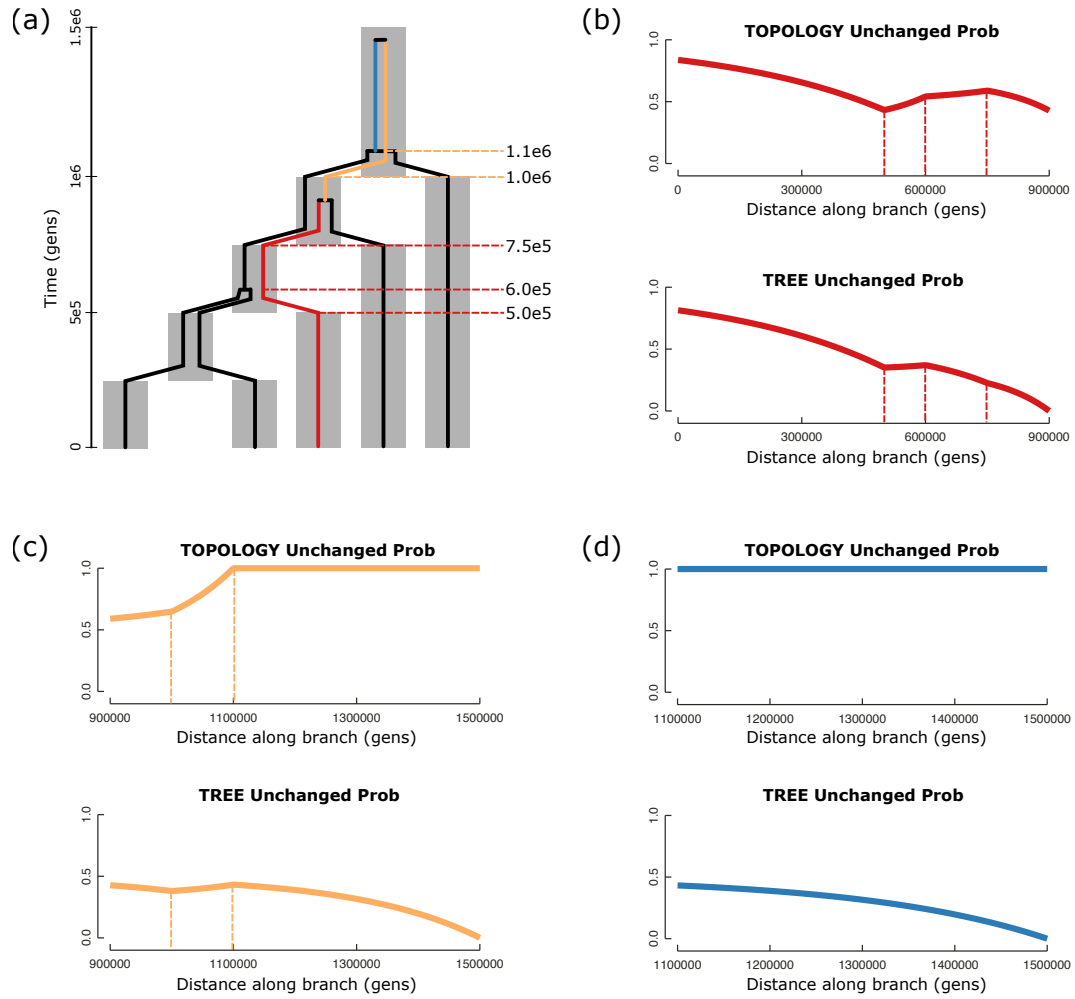 (a)
1.5e6
1e6
5e5
0
Time (gens)
1.1e6
1.0e6
7.5e5
6.0e5
5.0e5
(b)
TOPOLOGY Unchanged Prob
1.0
0.5
0.0
0 300000 600000 900000
Distance along branch (gens)
TREE Unchanged Prob
1.0
0.5
0.0
0 300000 600000 900000
Distance along branch (gens)
(c)
TOPOLOGY Unchanged Prob
1.0
0.5
0.0
900000 1100000 1300000 1500000
Distance along branch (gens)
TREE Unchanged Prob
1.0
0.5
0.0
900000 1100000 1300000 1500000
Distance along branch (gens)
(d)
TOPOLOGY Unchanged Prob
1.0
0.5
0.0
1100000 1200000 1300000 1400000 1500000
Distance along branch (gens)
TREE Unchanged Prob
1.0
0.5
0.0
1100000 1200000 1300000 1400000 1500000
Distance along branch (gens)